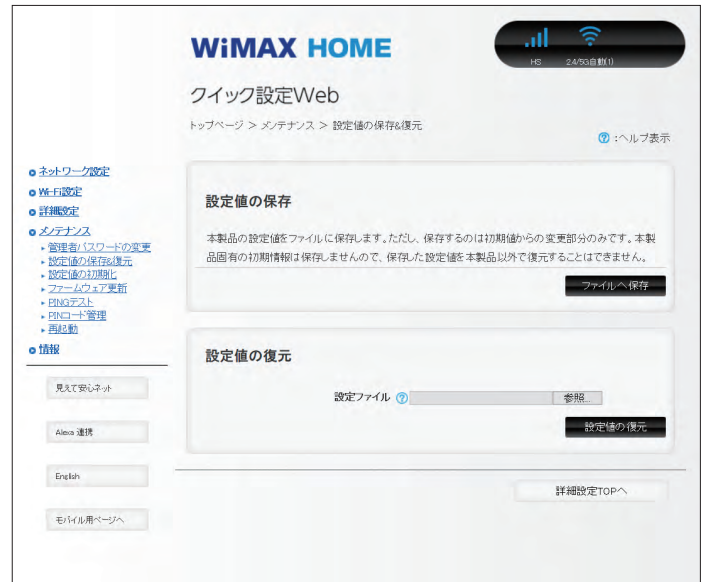 WiMAX HOME
HS 2.4/5G自動(1)
クイック設定Web
トップページ > メンテナンス > 設定値の保存&復元
?:ヘルプ表示
ネットワーク設定
Wi-Fi設定
詳細設定
メンテナンス
管理者パスワードの変更
設定値の保存&復元
設定値の初期化
ファームウェア更新
PINGテスト
PINコード管理
再起動
情報
見えて安心ネット
Alexa 連携
English
モバイル用ページへ
設定値の保存
本製品の設定値をファイルに保存します。ただし、保存するのは初期値からの変更部分のみです。本製
品固有の初期情報は保存しませんので、保存した設定値を本製品以外で復元することはできません。
ファイルへ保存
設定値の復元
設定ファイル ? 参照...
設定値の復元
詳細設定TOPへ